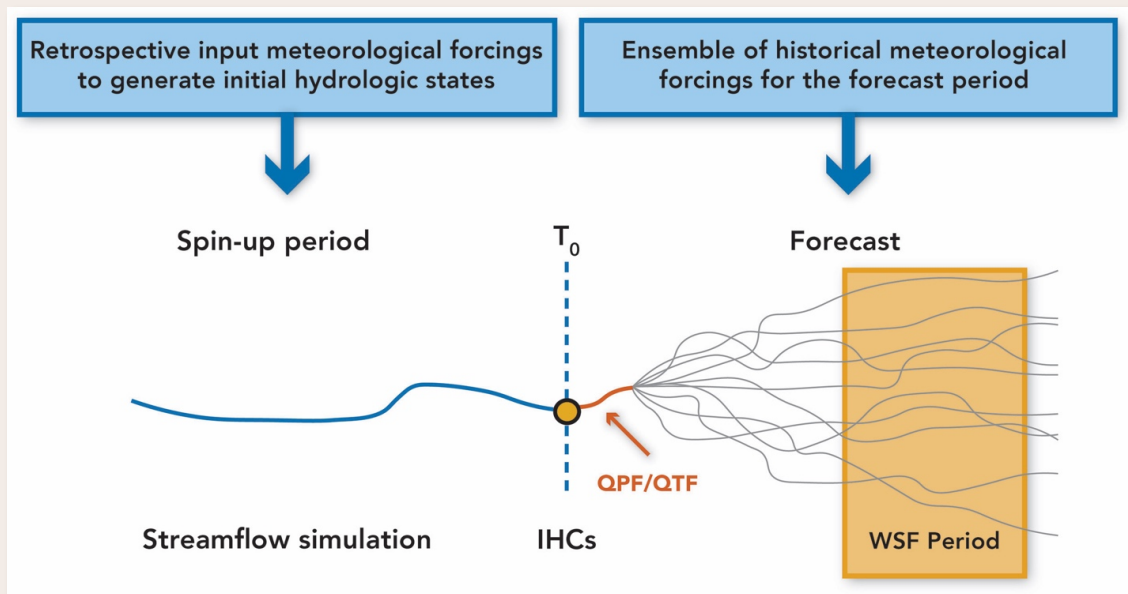 Retrospective input meteorological forcings
to generate initial hydrologic states
Ensemble of historical meteorological
forcings for the forecast period
Spin-up period
T₀
Forecast
QPF/QTF
Streamflow simulation
IHCs
WSF Period